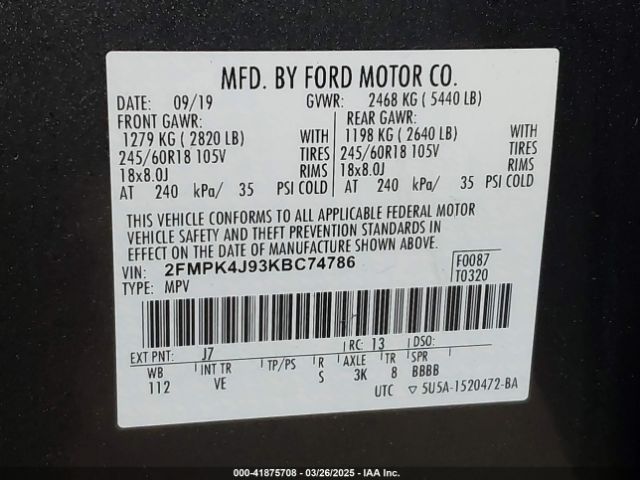 MFD. BY FORD MOTOR CO.
DATE: 09/19 GVWR: 2468 KG ( 5440 LB)
FRONT GAWR: REAR GAWR:
1279 KG ( 2820 LB) WITH 1198 KG ( 2640 LB) WITH
245/60R18 105V TIRES 245/60R18 105V TIRES
18x8.0J RIMS 18x8.0J RIMS
AT 240 kPa/ 35 PSI COLD AT 240 kPa/ 35 PSI COLD
THIS VEHICLE CONFORMS TO ALL APPLICABLE FEDERAL MOTOR
VEHICLE SAFETY AND THEFT PREVENTION STANDARDS IN
EFFECT ON THE DATE OF MANUFACTURE SHOWN ABOVE.
VIN: 2FMPK4J93KBC74786 F0087
TYPE: MPV T0320
EXT PNT: J7 RC: 13 DSO:
WB INT TR TP/PS R AXLE TR SPR
112 VE S 3K 8 BBBB
UTC ▽ 5U5A-1520472-BA
000-41875708 - 03/26/2025 - IAA Inc.